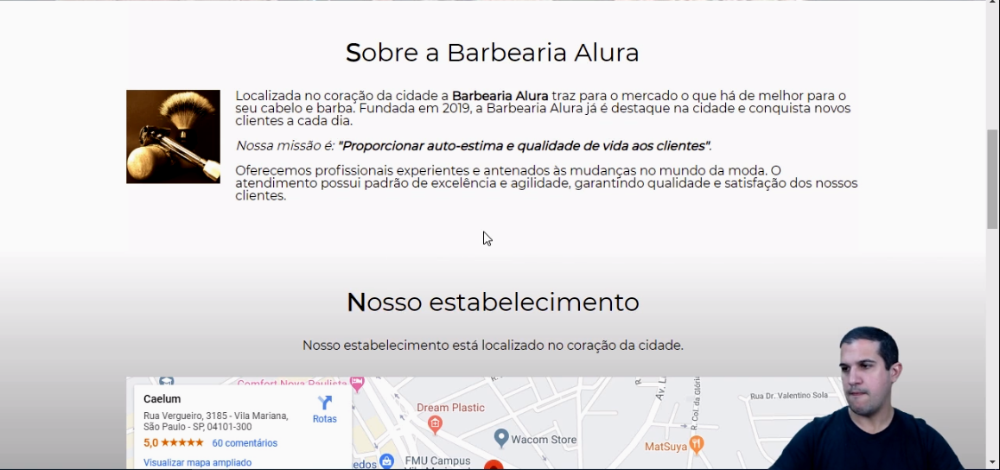 Sobre a Barbearia Alura
Localizada no coração da cidade a Barbearia Alura traz para o mercado o que há de melhor para o
seu cabelo e barba. Fundada em 2019, a Barbearia Alura já é destaque na cidade e conquista novos
clientes a cada dia.
Nossa missão é: "Proporcionar auto-estima e qualidade de vida aos clientes".
Oferecemos profissionais experientes e antenados às mudanças no mundo da moda. O
atendimento possui padrão de excelência e agilidade, garantindo qualidade e satisfação dos nossos
clientes.
Nosso estabelecimento
Nosso estabelecimento está localizado no coração da cidade.
Comfort Nova Paulista
Caelum
Rua Vergueiro, 3185 - Vila Mariana,
São Paulo - SP, 04101-300
Rotas
5,0 ★★★★★ 60 comentários
Visualizar mapa ampliado
Dream Plastic
Wacom Store
FMU Campus
MatSuya
Rua Dr. Valentino Sola
R. Col. da Glória